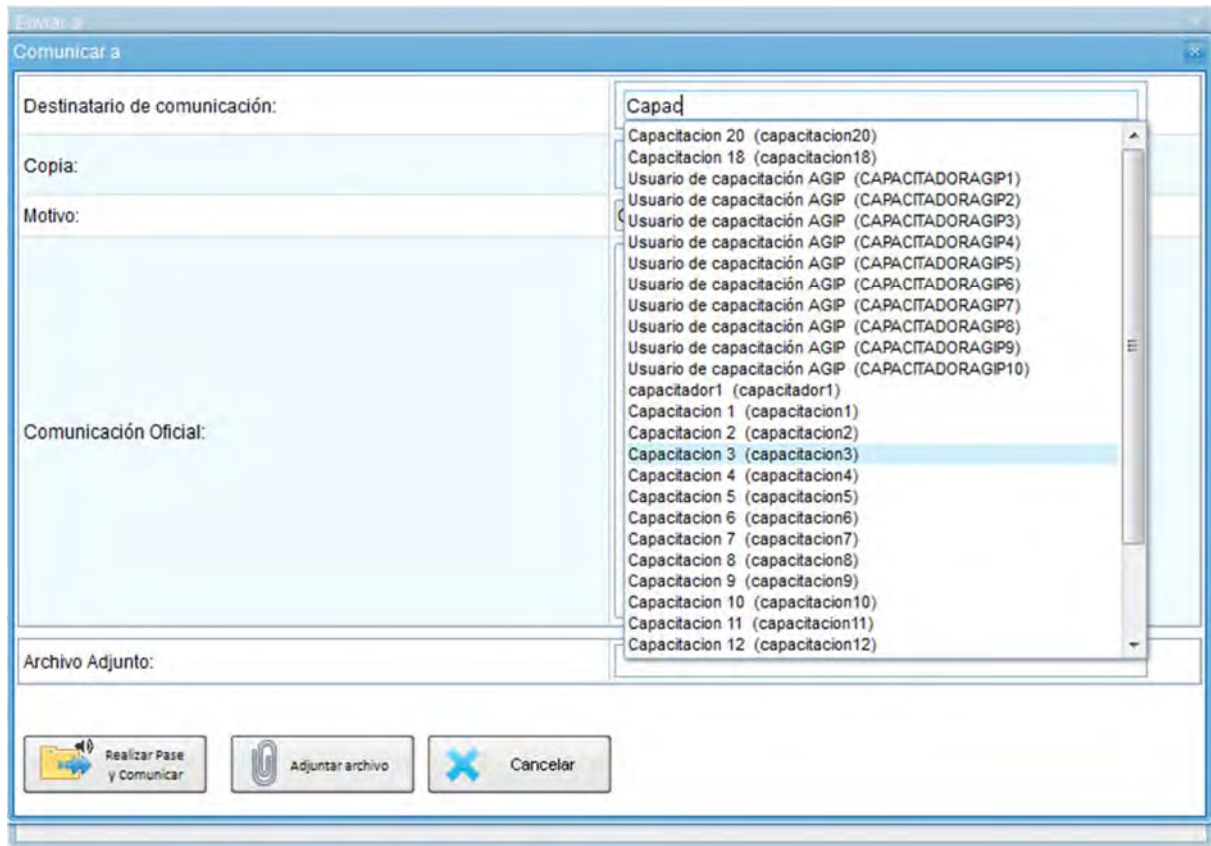 Enviar a
Comunicar a
Destinatario de comunicación:
Capad
Copia:
Motivo:
Comunicación Oficial:
Capacitacion 20 (capacitacion20)
Capacitacion 18 (capacitacion18)
Usuario de capacitación AGIP (CAPACITADORAGIP1)
Usuario de capacitación AGIP (CAPACITADORAGIP2)
Usuario de capacitación AGIP (CAPACITADORAGIP3)
Usuario de capacitación AGIP (CAPACITADORAGIP4)
Usuario de capacitación AGIP (CAPACITADORAGIP5)
Usuario de capacitación AGIP (CAPACITADORAGIP6)
Usuario de capacitación AGIP (CAPACITADORAGIP7)
Usuario de capacitación AGIP (CAPACITADORAGIP8)
Usuario de capacitación AGIP (CAPACITADORAGIP9)
Usuario de capacitación AGIP (CAPACITADORAGIP10)
capacitador1 (capacitador1)
Capacitacion 1 (capacitacion1)
Capacitacion 2 (capacitacion2)
Capacitacion 3 (capacitacion3)
Capacitacion 4 (capacitacion4)
Capacitacion 5 (capacitacion5)
Capacitacion 6 (capacitacion6)
Capacitacion 7 (capacitacion7)
Capacitacion 8 (capacitacion8)
Capacitacion 9 (capacitacion9)
Capacitacion 10 (capacitacion10)
Capacitacion 11 (capacitacion11)
Capacitacion 12 (capacitacion12)
Archivo Adjunto:
Realizar Pase
y Comunicar
Adjuntar archivo
Cancelar